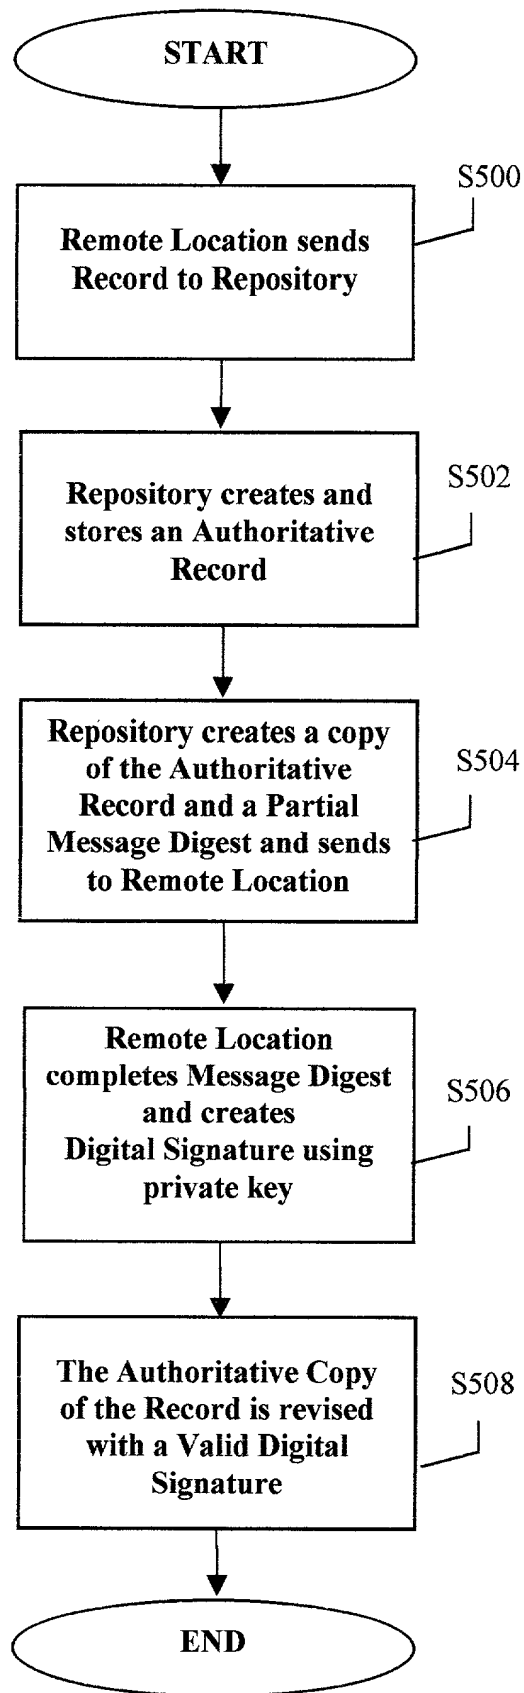 START
S500
Remote Location sends
Record to Repository
S502
Repository creates and
stores an Authoritative
Record
S504
Repository creates a copy
of the Authoritative
Record and a Partial
Message Digest and sends
to Remote Location
S506
Remote Location
completes Message Digest
and creates
Digital Signature using
private key
S508
The Authoritative Copy
of the Record is revised
with a Valid Digital
Signature
END